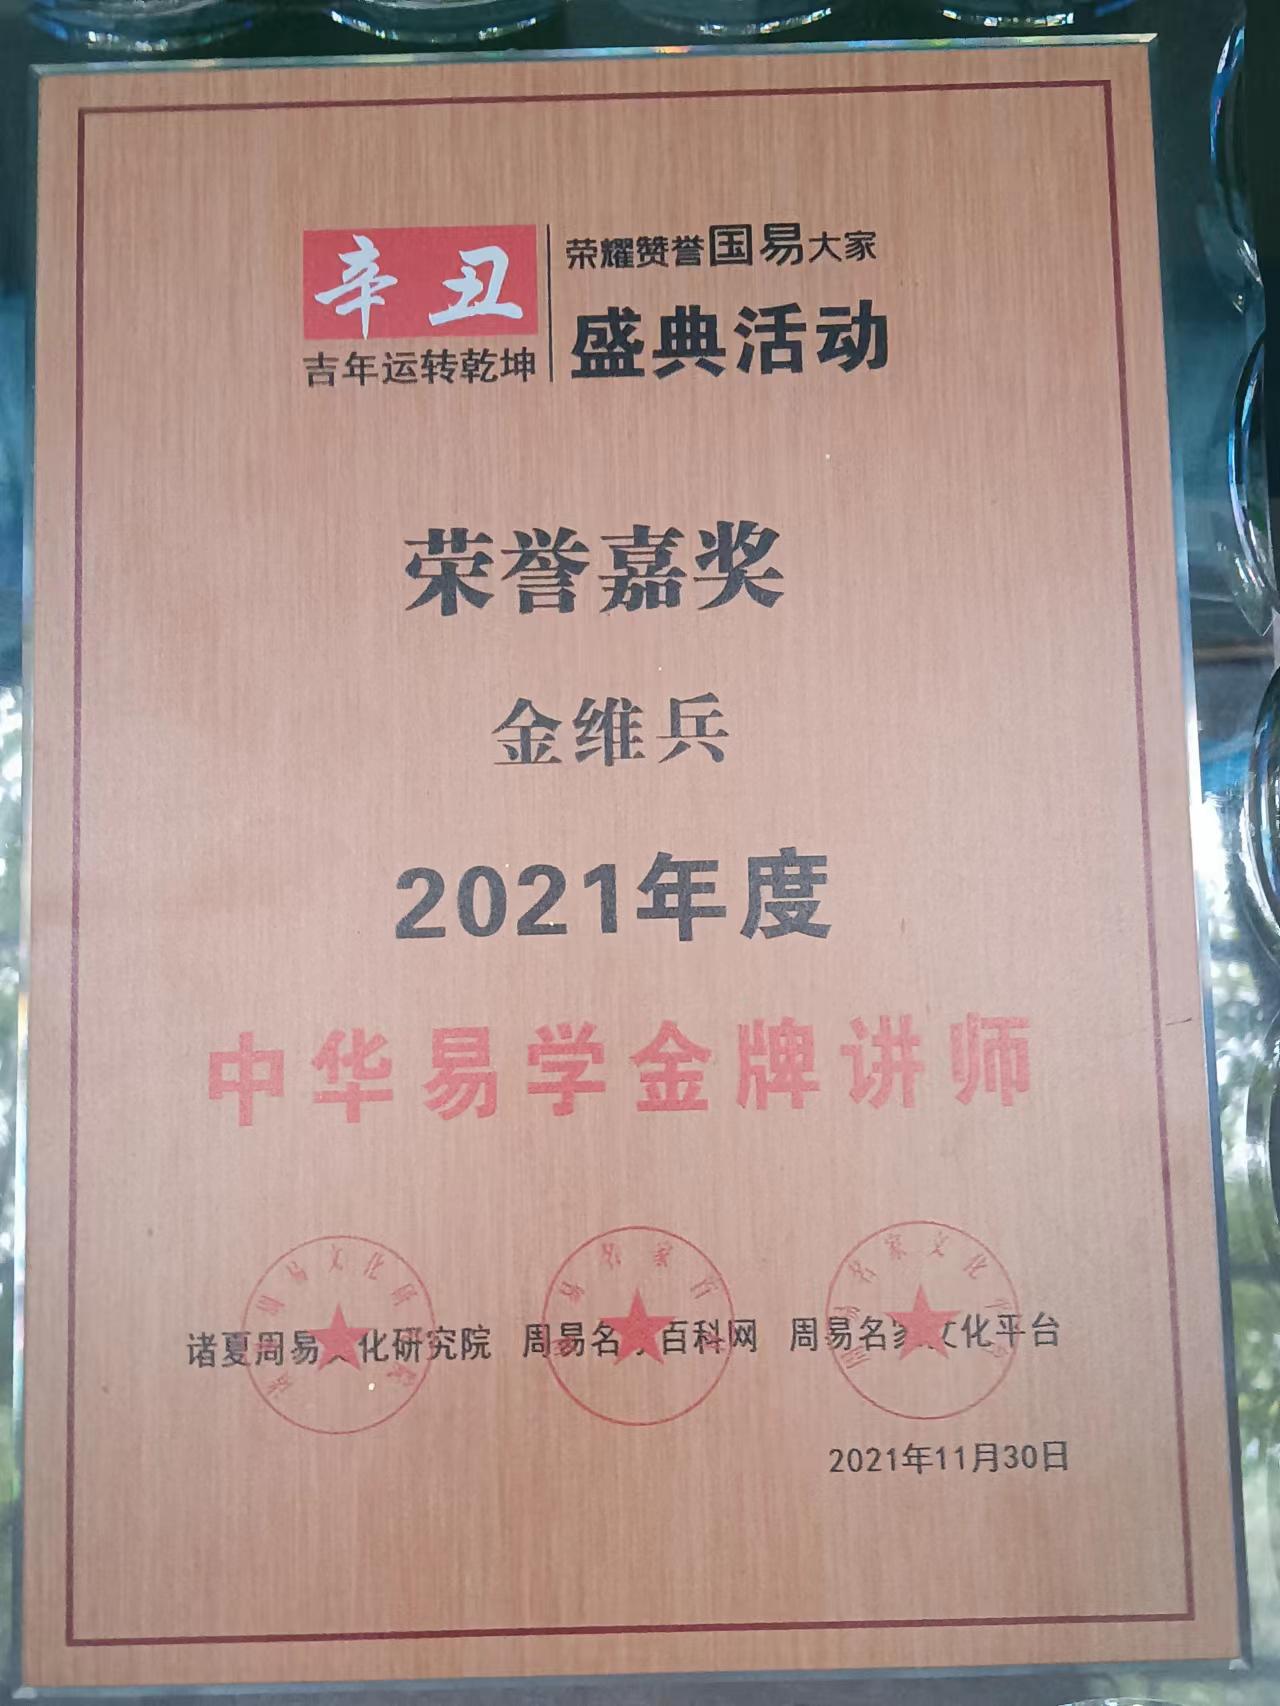 辛丑
吉年运转乾坤
荣耀赞誉国易大家
盛典活动
荣誉嘉奖
金维兵
2021年度
中华易学金牌讲师
诸夏周易文化研究院 周易名家百科网 周易名家文化平台
2021年11月30日